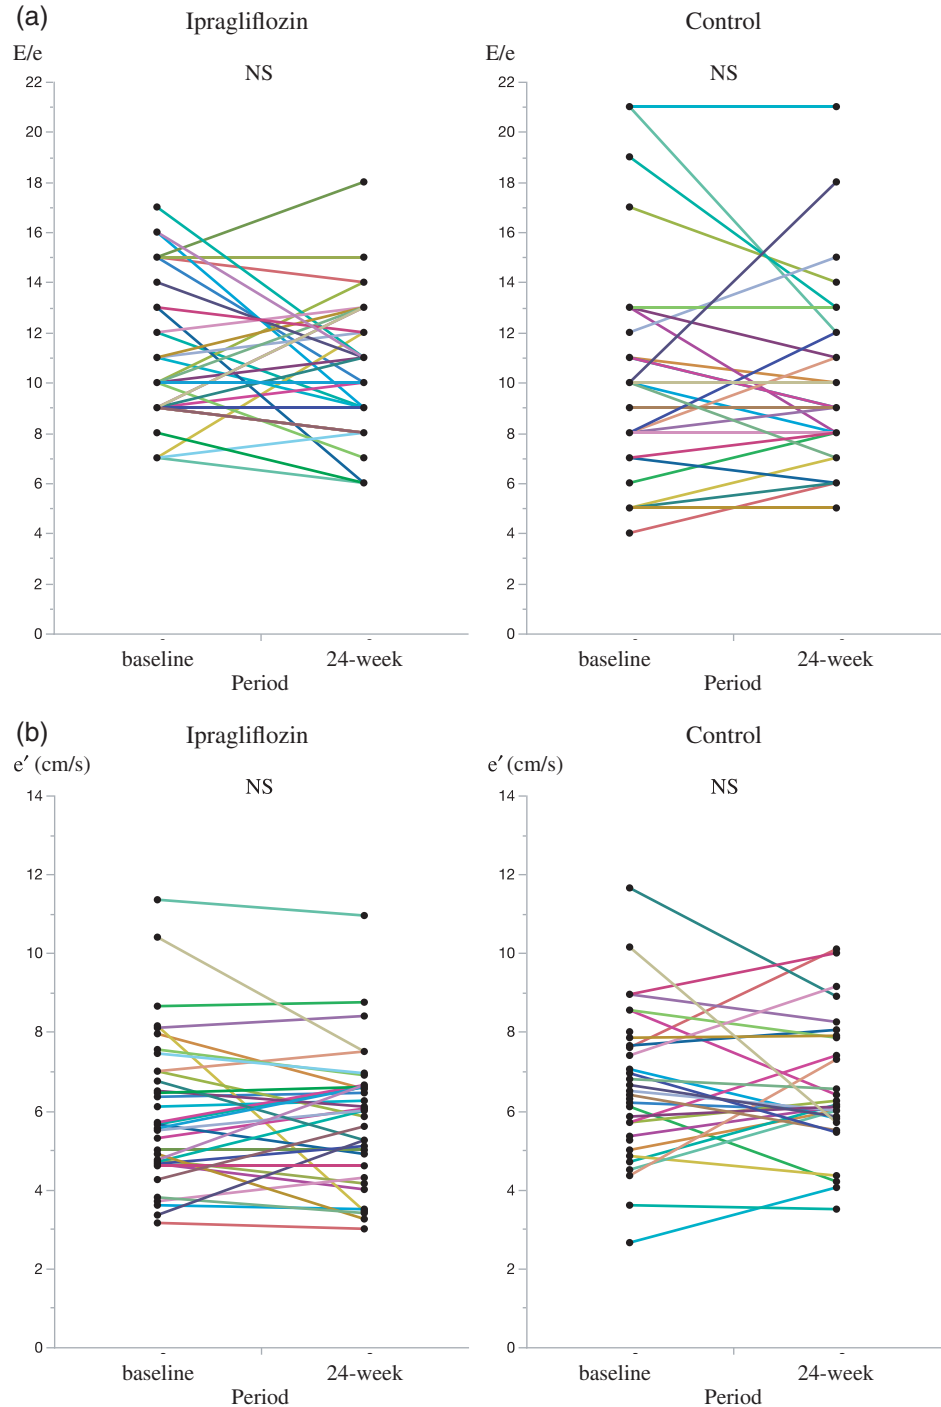 (a)
Ipragliflozin
Control
E/e
E/e
NS
NS
22
20
18
16
14
12
10
8
6
4
2
0
22
20
18
16
14
12
10
8
6
4
2
0
baseline
24-week
baseline
24-week
Period
Period
(b)
Ipragliflozin
Control
e′ (cm/s)
e′ (cm/s)
NS
NS
14
12
10
8
6
4
2
0
14
12
10
8
6
4
2
0
baseline
24-week
baseline
24-week
Period
Period